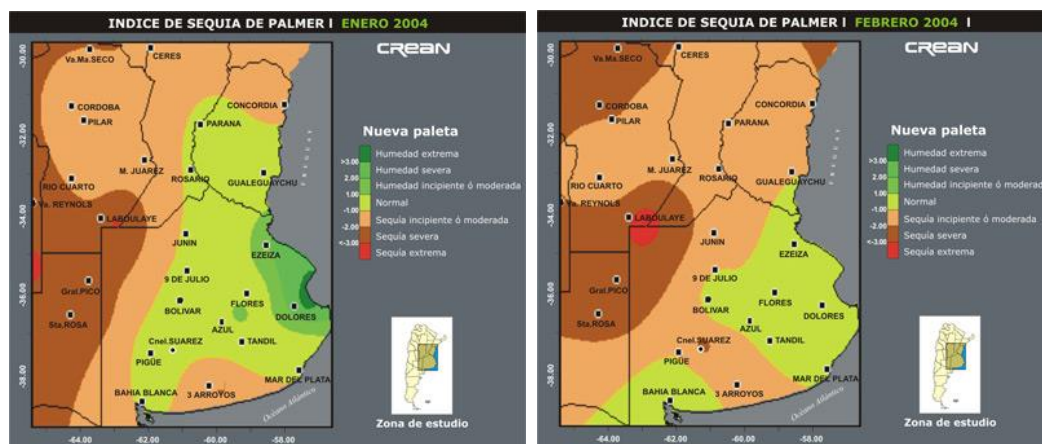 INDICE DE SEQUIA DE PALMER I ENERO 2004
CREAN
Va.Ma.SECO
CERES
CORDOBA
PILAR
CONCORDIA
PARANA
M. JUAREZ
ROSARIO
RIO CUARTO
GUALEGUAYCHU
Va. REYNOLS
LABOULAYE
JUNIN
EZEIZA
9 DE JULIO
Gral.PICO
FLORES
BOLIVAR
DOLORES
Sta.ROSA
AZUL
Cnel.SUAREZ
TANDIL
PIGÜE
MAR DEL PLATA
BAHIA BLANCA
3 ARROYOS
Océano Atlántico
-30.00
-32.00
-34.00
-36.00
-38.00
-64.00
-62.00
-60.00
-58.00
Nueva paleta
Humedad extrema
>3.00
Humedad severa
2.00
Humedad incipiente ó moderada
1.00
Normal
-1.00
Sequía incipiente ó moderada
-2.00
Sequía severa
<-3.00
Sequía extrema
Zona de estudio
INDICE DE SEQUIA DE PALMER I FEBRERO 2004 I
CREAN
Va.Ma.SECO
CERES
CORDOBA
PILAR
CONCORDIA
PARANA
M. JUAREZ
ROSARIO
RIO CUARTO
GUALEGUAYCHU
Va. REYNOLS
LABOULAYE
JUNIN
EZEIZA
9 DE JULIO
Gral.PICO
FLORES
BOLIVAR
DOLORES
Sta.ROSA
AZUL
Cnel.SUAREZ
TANDIL
PIGÜE
MAR DEL PLATA
BAHIA BLANCA
3 ARROYOS
Océano Atlántico
-30.00
-32.00
-34.00
-36.00
-38.00
-64.00
-62.00
-60.00
-58.00
Nueva paleta
Humedad extrema
>3.00
Humedad severa
2.00
Humedad incipiente ó moderada
1.00
Normal
-1.00
Sequía incipiente ó moderada
-2.00
Sequía severa
<-3.00
Sequía extrema
Zona de estudio